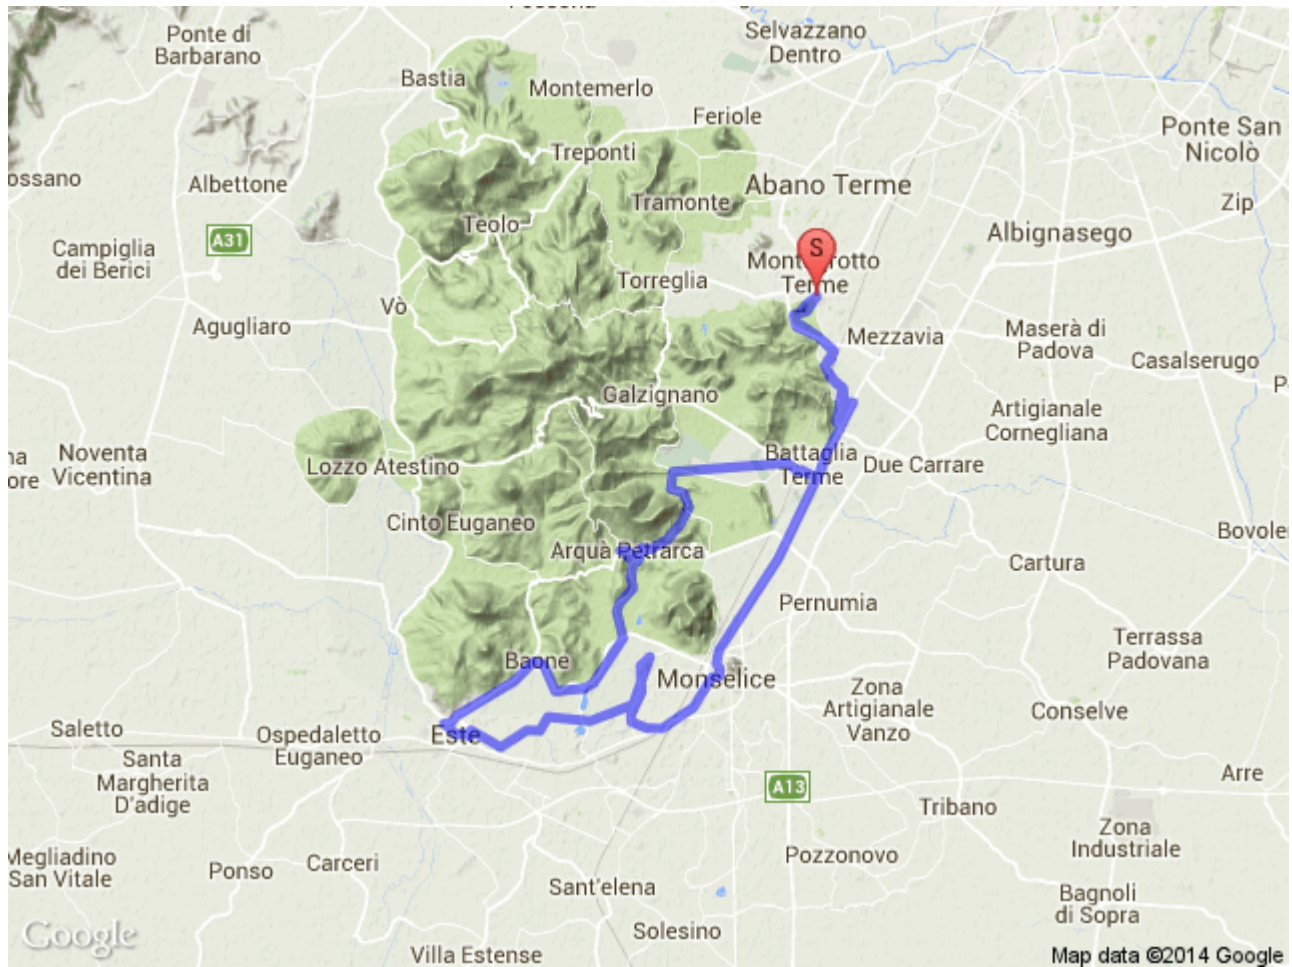 Selvazzano
Dentro
Ponte di
Barbarano
Bastia
Montemerlo
Feriole
Ponte San
Nicolò
Treponti
ossano
Albettone
Abano Terme
Tramonte
Zip
Teolo
A31
Albignasego
Campiglia
dei Berici
S
Torreglia
Terme
Vò
Agugliaro
Mezzavia
Maserà di
Padova
Casalserugo
Galzignano
Artigianale
Cornegliana
Noventa
Vicentina
Lozzo Atestino
Battaglia
Terme
Due Carrare
na
ore
Cinto Euganeo
Bovole
Arquà Petrarca
Cartura
Pernumia
Terrassa
Padovana
Baone
Monselice
Zona
Artigianale
Vanzo
Conselve
Saletto
Ospedaletto
Euganeo
Este
Santa
Margherita
D'adige
A13
Arre
Tribano
Zona
Industriale
Megliadino
San Vitale
Ponso
Carceri
Pozzonovo
Sant'elena
Bagnoli
di Sopra
Solesino
Google
Villa Estense
Map data ©2014 Google